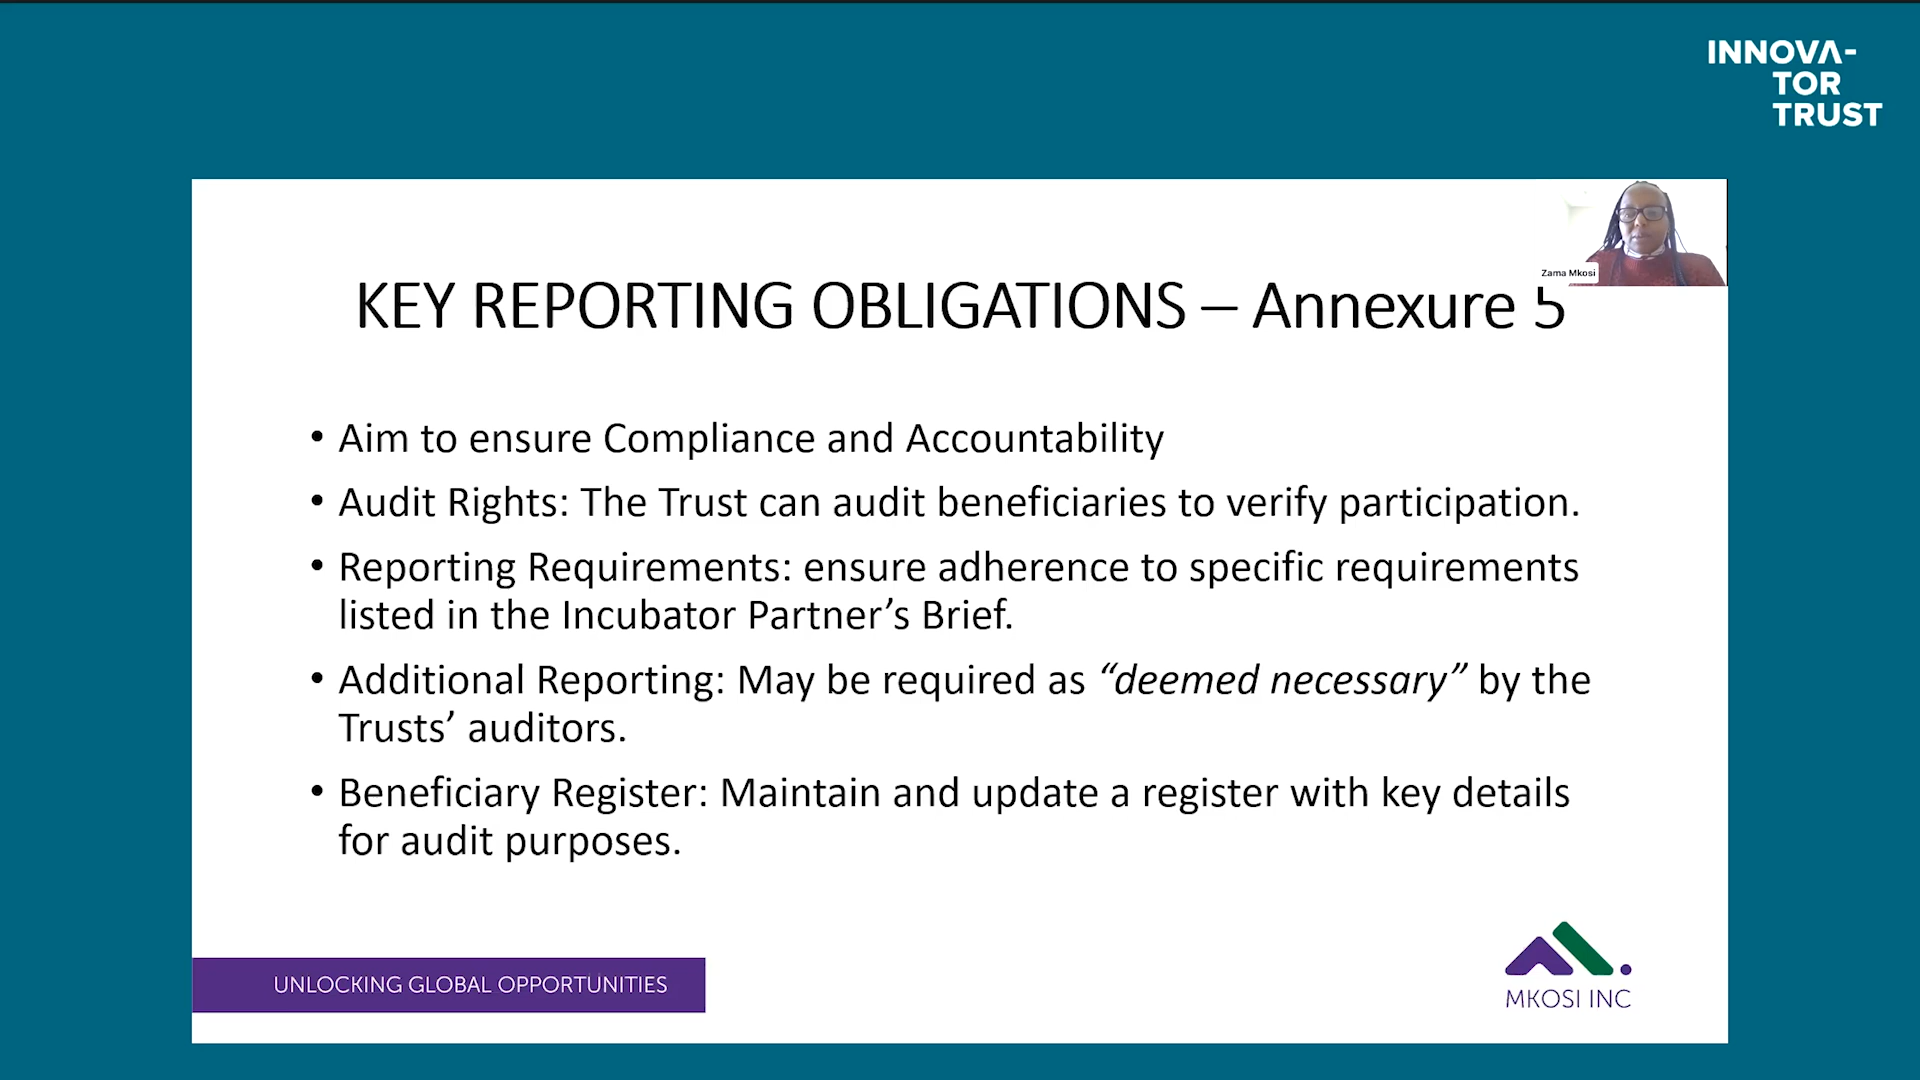 INNOVA-
TOR
TRUST
Zama Mkosi
KEY REPORTING OBLIGATIONS – Annexure 5
• Aim to ensure Compliance and Accountability
• Audit Rights: The Trust can audit beneficiaries to verify participation.
• Reporting Requirements: ensure adherence to specific requirements
listed in the Incubator Partner’s Brief.
• Additional Reporting: May be required as “deemed necessary” by the
Trusts’ auditors.
• Beneficiary Register: Maintain and update a register with key details
for audit purposes.
UNLOCKING GLOBAL OPPORTUNITIES
MKOSI INC